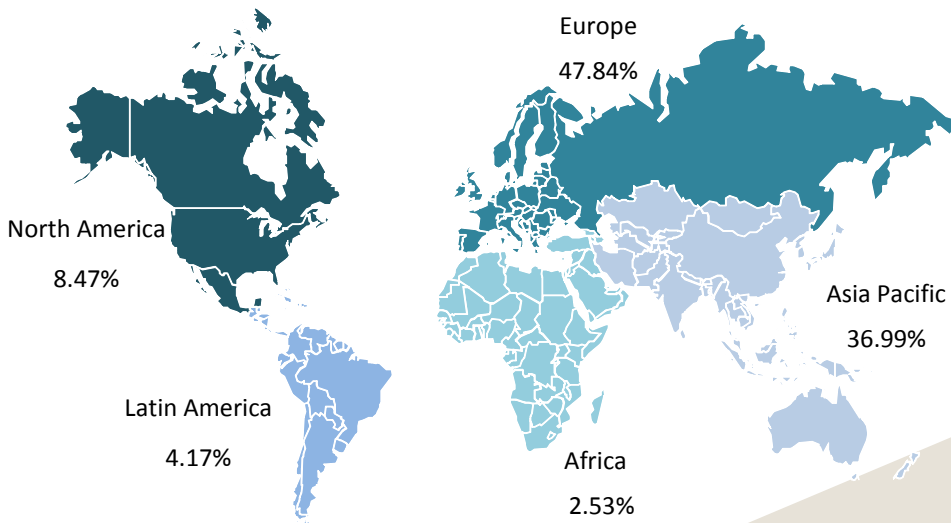 Europe
47.84%
North America
8.47%
Asia Pacific
36.99%
Latin America
4.17%
Africa
2.53%